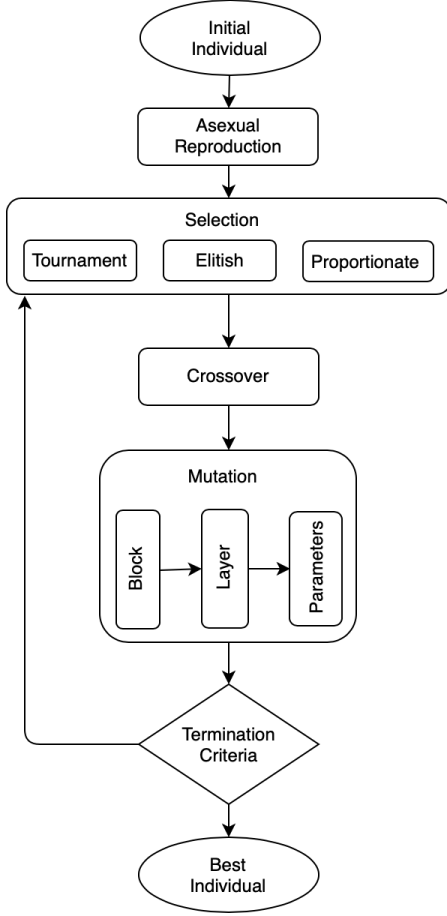 Initial
Individual
Asexual
Reproduction
Selection
Tournament
Elitish
Proportionate
Crossover
Mutation
Block
Layer
Parameters
Termination
Criteria
Best
Individual